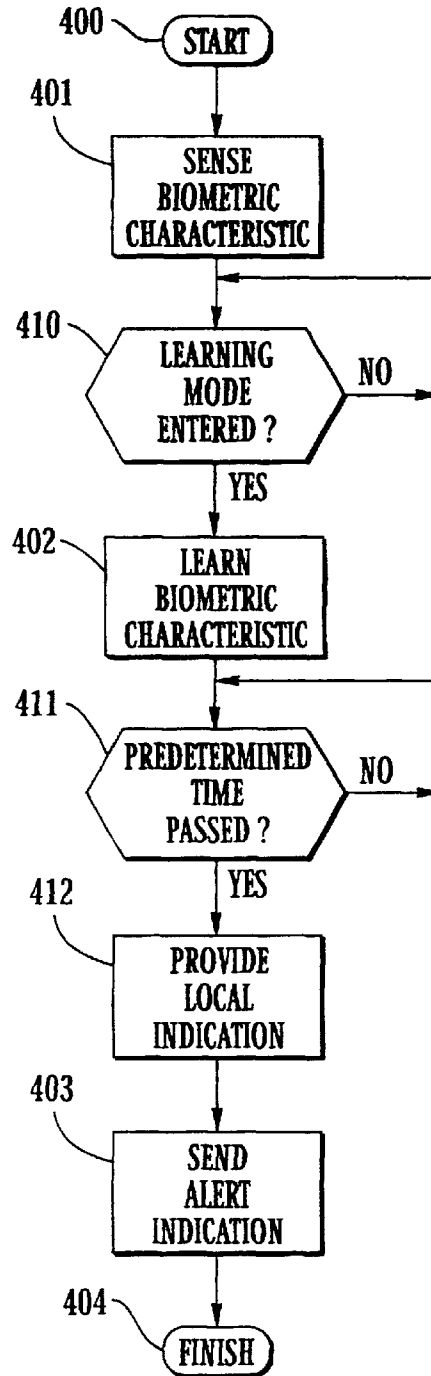 400
START
401
SENSE
BIOMETRIC
CHARACTERISTIC
410
LEARNING
MODE
ENTERED ?
NO
YES
402
LEARN
BIOMETRIC
CHARACTERISTIC
411
PREDETERMINED
TIME
PASSED ?
NO
YES
412
PROVIDE
LOCAL
INDICATION
403
SEND
ALERT
INDICATION
404
FINISH